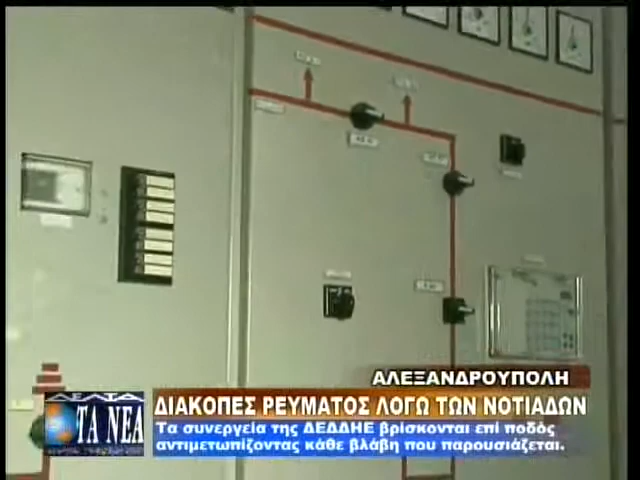 ΑΛΕΞΑΝΔΡΟΥΠΟΛΗ
ΔΕΛΤΑ
ΤΑ ΝΕΑ
ΔΙΑΚΟΠΕΣ ΡΕΥΜΑΤΟΣ ΛΟΓΩ ΤΩΝ ΝΟΤΙΑΔΩΝ
Τα συνεργεία της ΔΕΔΔΗΕ βρίσκονται επί ποδός
αντιμετωπίζοντας κάθε βλάβη που παρουσιάζεται.